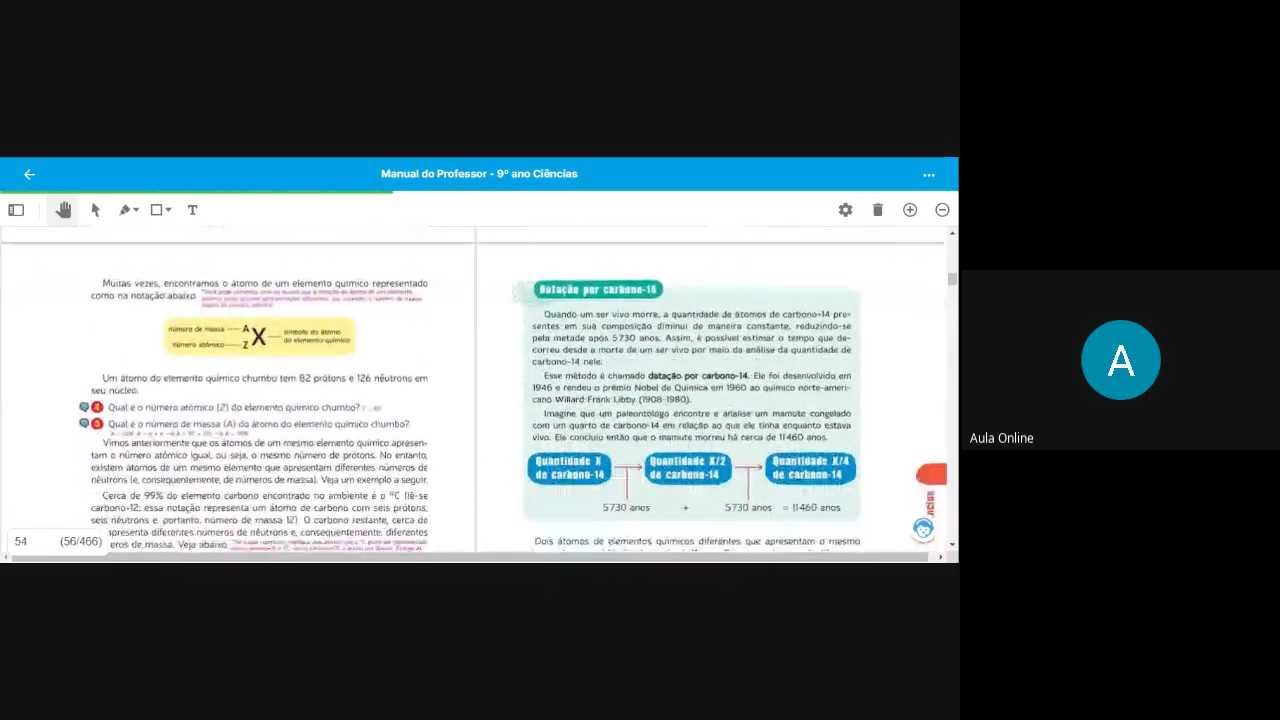 Manual do Professor - 9º ano Ciências
T
Muitas vezes, encontramos o átomo de um elemento químico representado
como na notação abaixo.
número de massa A
X
símbolo do átomo
do elemento químico
número atômico Z
Um átomo do elemento químico chumbo tem 82 prótons e 126 nêutrons em
seu núcleo.
4 Qual é o número atômico (Z) do elemento químico chumbo?
5 Qual é o número de massa (A) do átomo do elemento químico chumbo?
Vimos anteriormente que os átomos de um mesmo elemento químico apresen-
tam o número atômico igual, ou seja, o mesmo número de prótons. No entanto,
existem átomos de um mesmo elemento que apresentam diferentes números de
nêutrons (e, consequentemente, de números de massa). Veja um exemplo a seguir.
Cerca de 99% do elemento carbono encontrado no ambiente é o ¹²C (lê-se
carbono-12; essa notação representa um átomo de carbono com seis prótons,
seis nêutrons e, portanto, número de massa 12). O carbono restante, cerca de
apresenta diferentes números de nêutrons e, consequentemente, diferentes
eros de massa. Veja abaixo.
54 (56/466)
Datação por carbono-14
Quando um ser vivo morre, a quantidade de átomos de carbono-14 pre-
sentes em sua composição diminui de maneira constante, reduzindo-se
pela metade após 5730 anos. Assim, é possível estimar o tempo que de-
correu desde a morte de um ser vivo por meio da análise da quantidade de
carbono-14 nele.
Esse método é chamado datação por carbono-14. Ele foi desenvolvido em
1946 e rendeu o prêmio Nobel de Química em 1960 ao químico norte-ameri-
cano Willard Frank Libby (1908-1980).
Imagine que um paleontólogo encontre e analise um mamute congelado
com um quarto de carbono-14 em relação ao que ele tinha enquanto estava
vivo. Ele concluiu então que o mamute morreu há cerca de 11460 anos.
Quantidade X
de carbono-14
Quantidade X/2
de carbono-14
Quantidade X/4
de carbono-14
5730 anos + 5730 anos = 11460 anos
Dois átomos de elementos químicos diferentes que apresentam o mesmo
A
Aula Online